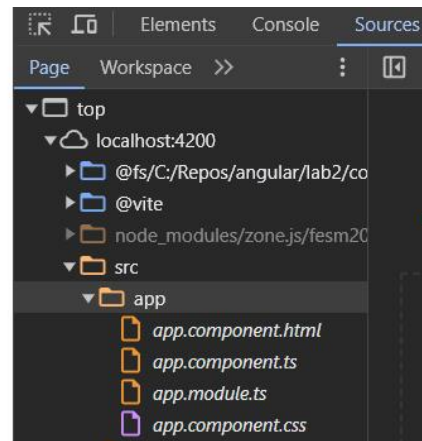 Elements Console Sources
Page Workspace >>
top
localhost:4200
@fs/C:/Repos/angular/lab2/co
@vite
node_modules/zone.js/fesm20
src
app
app.component.html
app.component.ts
app.module.ts
app.component.css